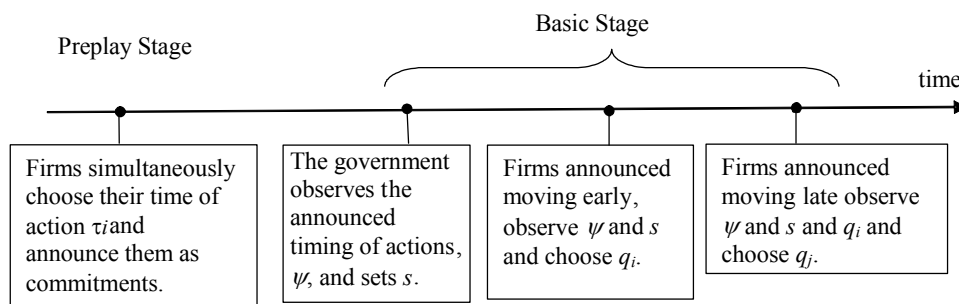 Basic Stage
Preplay Stage
time
Firms simultaneously
choose their time of
action τi and
announce them as
commitments.
The government
observes the
announced
timing of actions,
ψ, and sets s.
Firms announced
moving early,
observe ψ and s
and choose qi.
Firms announced
moving late observe
ψ and s and qi and
choose qj.